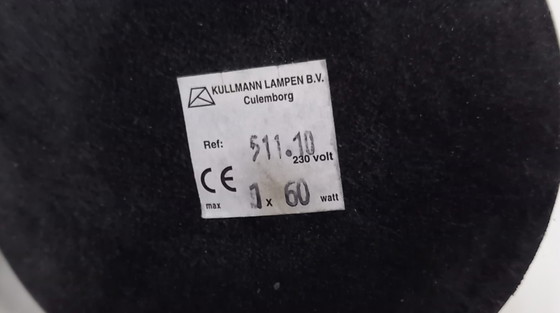 KULLMANN LAMPEN B.V.
Culemborg
Ref: 511.10
230 volt
CE
max 1 x 60 watt